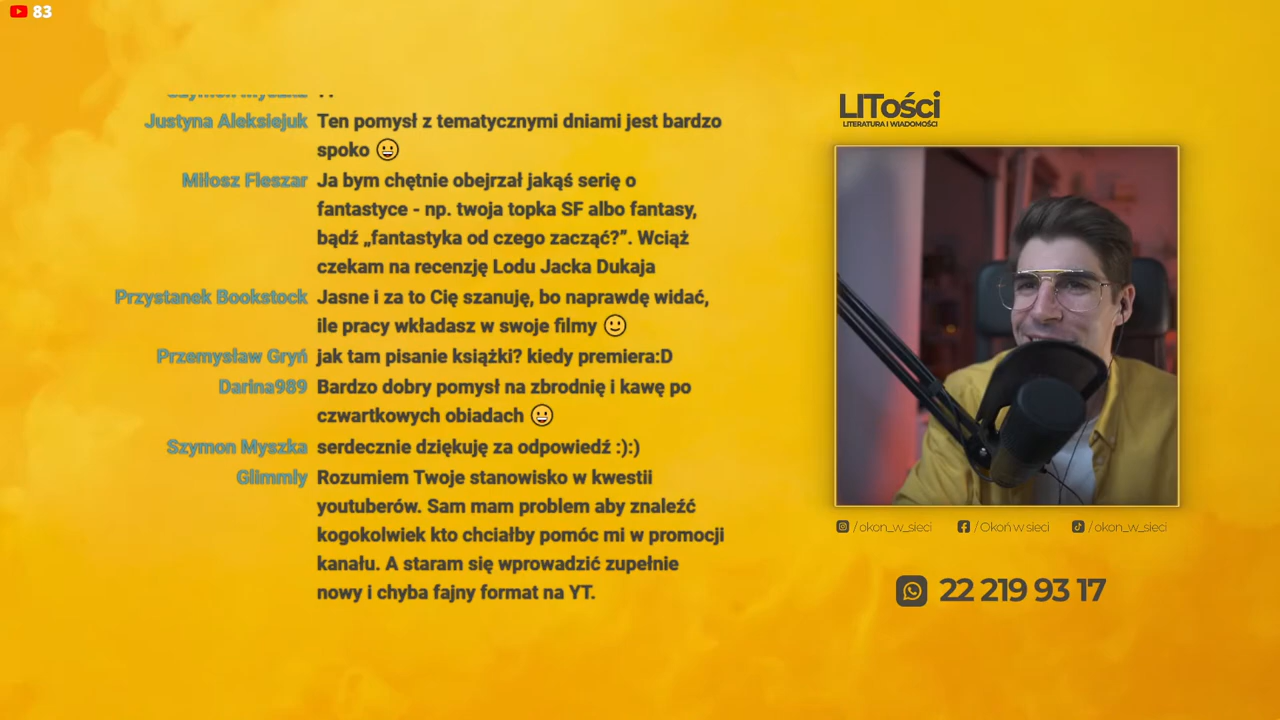 83
Justyna Aleksiejuk Ten pomysł z tematycznymi dniami jest bardzo
spoko 😀
Miłosz Fleszar Ja bym chętnie obejrzał jakąś serię o
fantastyce - np. twoja topka SF albo fantasy,
bądź „fantastyka od czego zacząć?”. Wciąż
czekam na recenzję Lodu Jacka Dukaja
Przystanek Bookstock Jasne i za to Cię szanuję, bo naprawdę widać,
ile pracy wkładasz w swoje filmy 🙂
Przemysław Gryń jak tam pisanie książki? kiedy premiera:D
Darina989 Bardzo dobry pomysł na zbrodnię i kawę po
czwartkowych obiadach 😀
Szymon Myszka serdecznie dziękuję za odpowiedź :):)
Glimmly Rozumiem Twoje stanowisko w kwestii
youtuberów. Sam mam problem aby znaleźć
kogokolwiek kto chciałby pomóc mi w promocji
kanału. A staram się wprowadzić zupełnie
nowy i chyba fajny format na YT.
LITości
LITERATURA I WIADOMOŚCI
/ okon_w_sieci / Okoń w sieci / okon_w_sieci
22 219 93 17